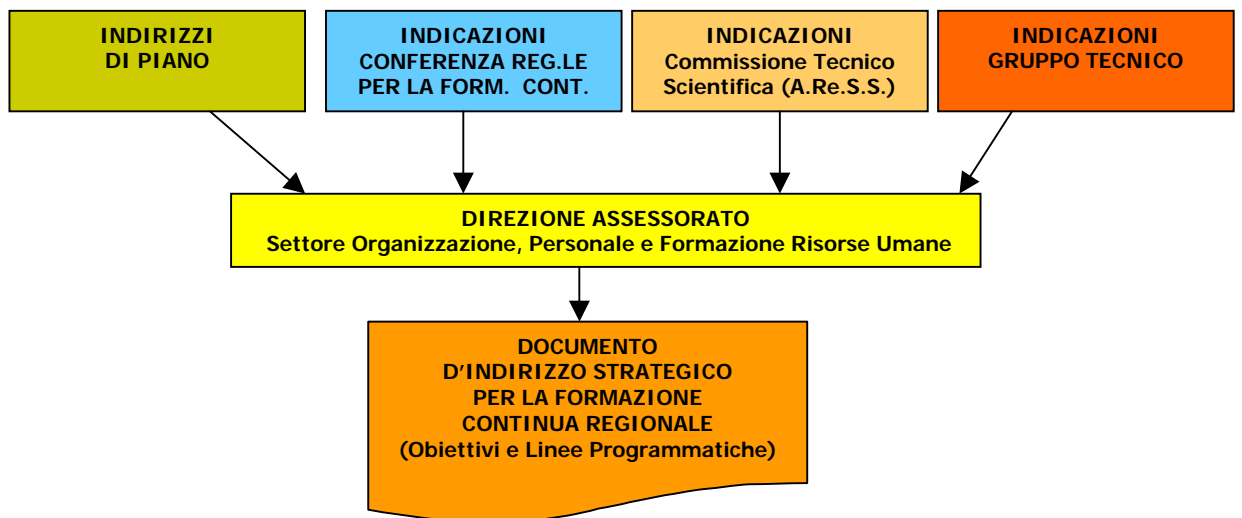 INDIRIZZI
DI PIANO
INDICAZIONI
CONFERENZA REG.LE
PER LA FORM. CONT.
INDICAZIONI
Commissione Tecnico
Scientifica (A.Re.S.S.)
INDICAZIONI
GRUPPO TECNICO
DIREZIONE ASSESSORATO
Settore Organizzazione, Personale e Formazione Risorse Umane
DOCUMENTO
D'INDIRIZZO STRATEGICO
PER LA FORMAZIONE
CONTINUA REGIONALE
(Obiettivi e Linee Programmatiche)